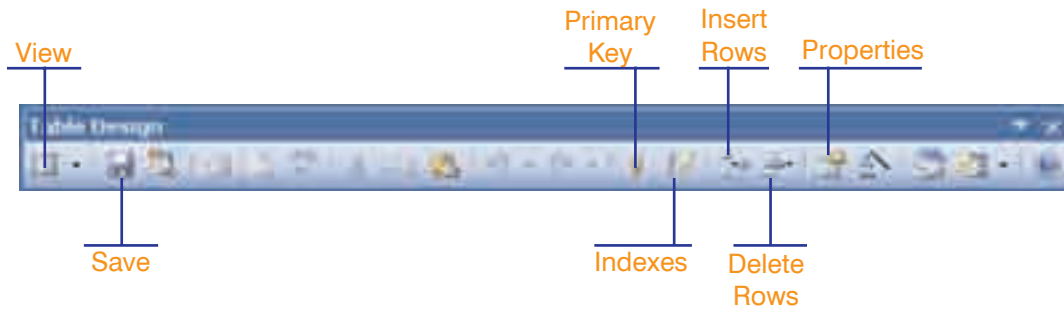 Primary
Key
Insert
Rows
View
Properties
Table Design
Save
Indexes
Delete
Rows